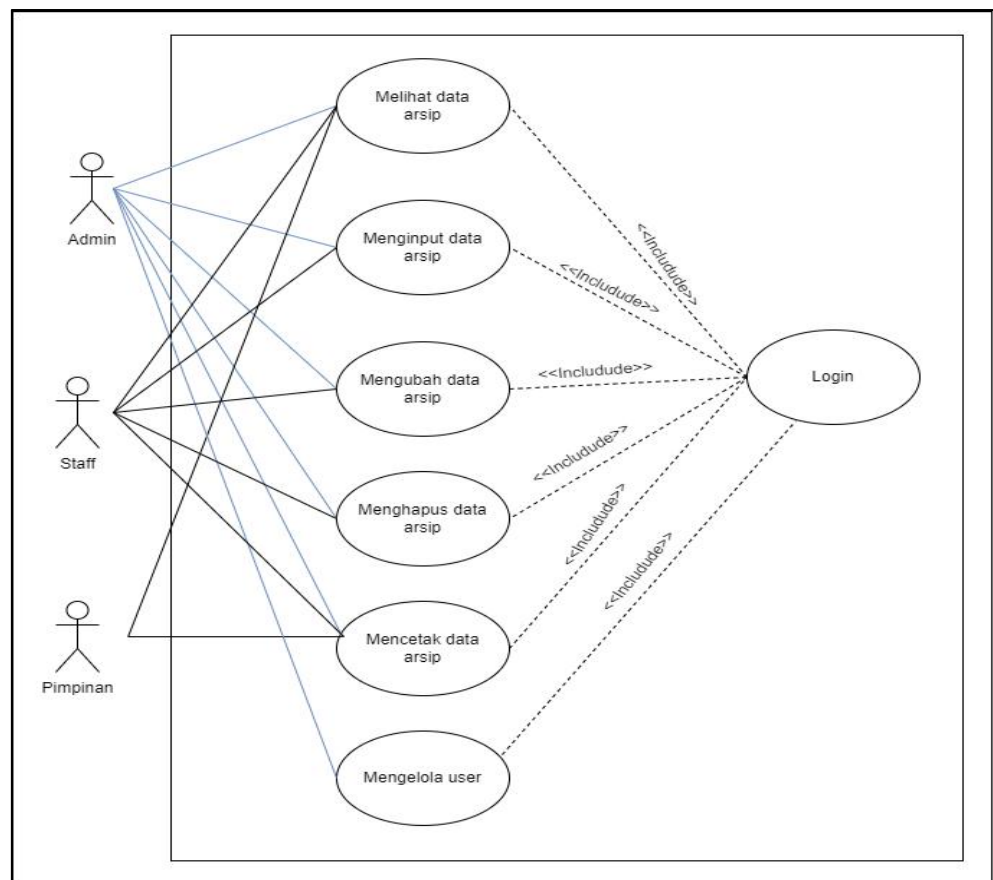 Melihat data
arsip
Admin
Menginput data
arsip
<<Includude>>
<<Includude>>
Mengubah data
arsip
<<Includude>>
Login
Staff
<<Includude>>
Menghapus data
arsip
<<Includude>>
<<Includude>>
Mencetak data
arsip
Pimpinan
Mengelola user